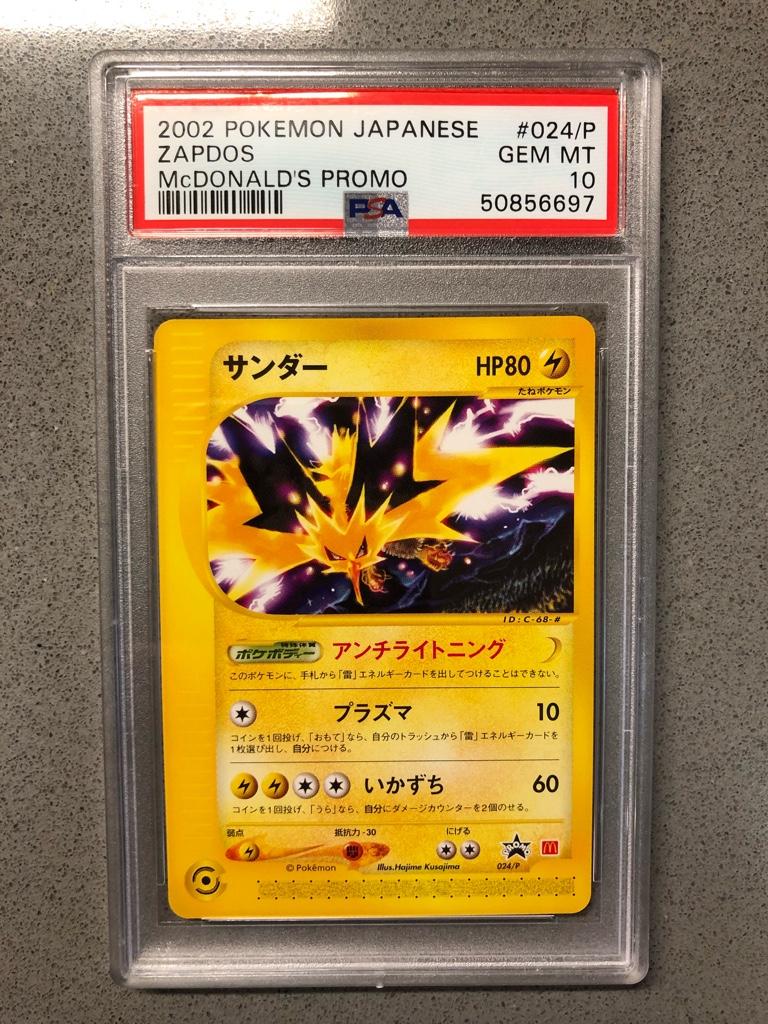 2002 POKEMON JAPANESE #024/P
ZAPDOS GEM MT
McDONALD'S PROMO 10
PSA 50856697
サンダー HP80
たねポケモン
ID:C-68-#
特殊体質
ポケボディー アンチライトニング
このポケモンに、手札から「雷」エネルギーカードを出してつけることはできない。
プラズマ 10
コインを1回投げ、「おもて」なら、自分のトラッシュから「雷」エネルギーカードを
1枚選び出し、自分につける。
いかずち 60
コインを1回投げ、「うら」なら、自分にダメージカウンターを2個のせる。
弱点 抵抗力-30 にげる
©Pokémon Illus.Hajime Kusajima 024/P